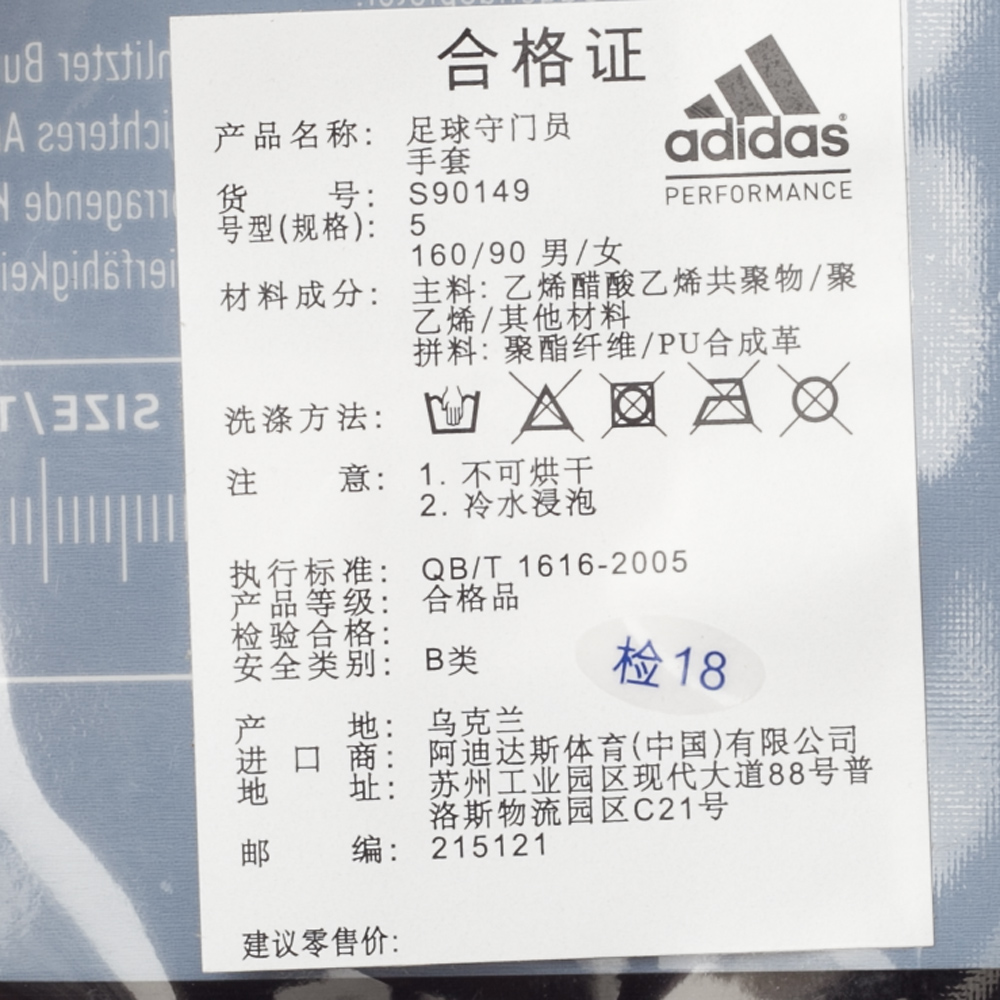 合格证
adidas®
PERFORMANCE
产品名称: 足球守门员
手套
货 号: S90149
号型(规格): 5
160/90 男/女
材料成分: 主料: 乙烯醋酸乙烯共聚物/聚
乙烯/其他材料
拼料: 聚酯纤维/PU合成革
洗涤方法:
注 意: 1. 不可烘干
2. 冷水浸泡
执行标准: QB/T 1616-2005
产品等级: 合格品
检验合格:
安全类别: B类
检18
产 地: 乌克兰
进 口 商: 阿迪达斯体育(中国)有限公司
地 址: 苏州工业园区现代大道88号普
洛斯物流园区C21号
邮 编: 215121
建议零售价:
SIZE/T